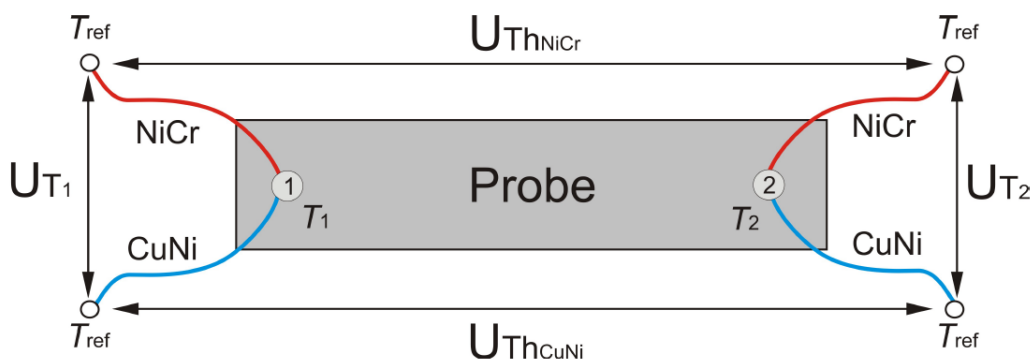 Tref
UThNiCr
Tref
NiCr
NiCr
UT1
1
Probe
2
UT2
T1
T2
CuNi
CuNi
Tref
UThCuNi
Tref